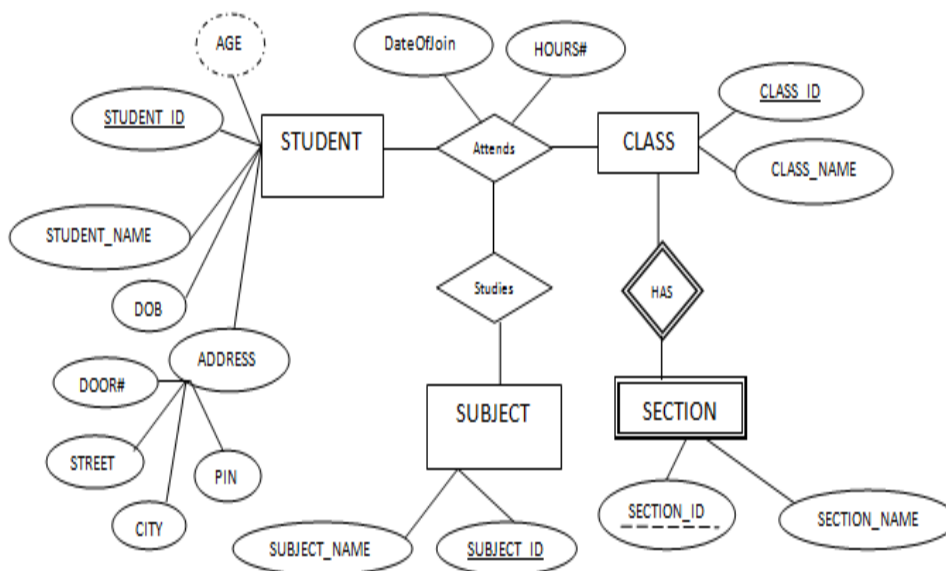 AGE
DateOfJoin
HOURS#
STUDENT_ID
STUDENT
Attends
CLASS
CLASS_ID
CLASS_NAME
STUDENT_NAME
DOB
Studies
HAS
ADDRESS
DOOR#
STREET
CITY
PIN
SUBJECT
SECTION
SUBJECT_NAME
SUBJECT_ID
SECTION_ID
SECTION_NAME